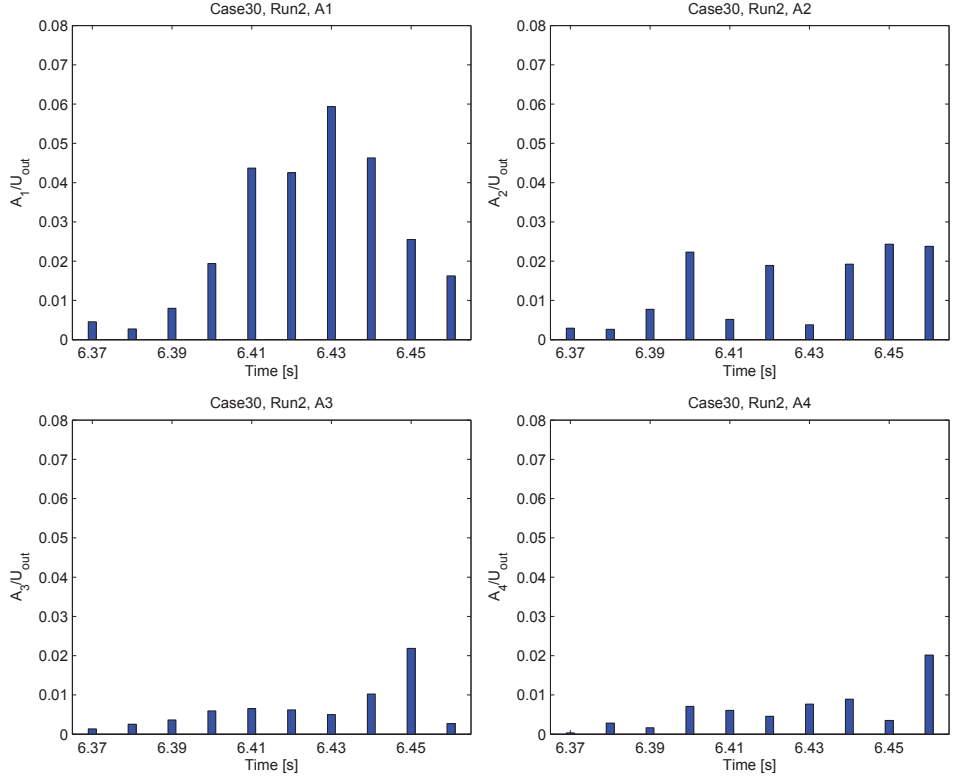 Case30, Run2, A1
0.08
0.07
0.06
0.05
0.04
0.03
0.02
0.01
0
A1/Uout
6.37 6.39 6.41 6.43 6.45
Time [s]
Case30, Run2, A2
0.08
0.07
0.06
0.05
0.04
0.03
0.02
0.01
0
A2/Uout
6.37 6.39 6.41 6.43 6.45
Time [s]
Case30, Run2, A3
0.08
0.07
0.06
0.05
0.04
0.03
0.02
0.01
0
A3/Uout
6.37 6.39 6.41 6.43 6.45
Time [s]
Case30, Run2, A4
0.08
0.07
0.06
0.05
0.04
0.03
0.02
0.01
0
A4/Uout
6.37 6.39 6.41 6.43 6.45
Time [s]